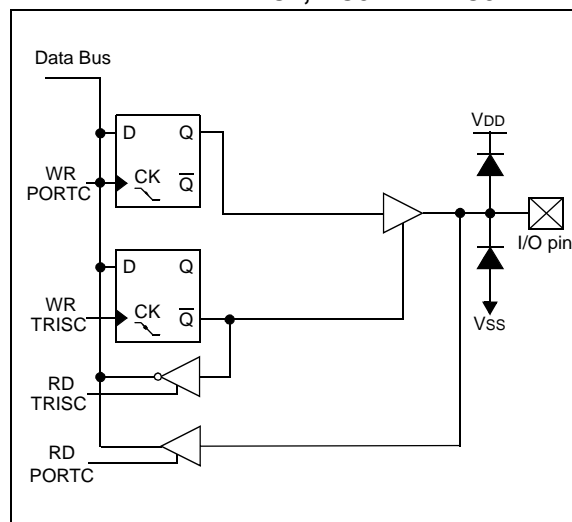 Data Bus
D Q
CK Q̅
WR
PORTC
VDD
I/O pin
D Q
CK Q̅
WR
TRISC
VSS
RD
TRISC
RD
PORTC